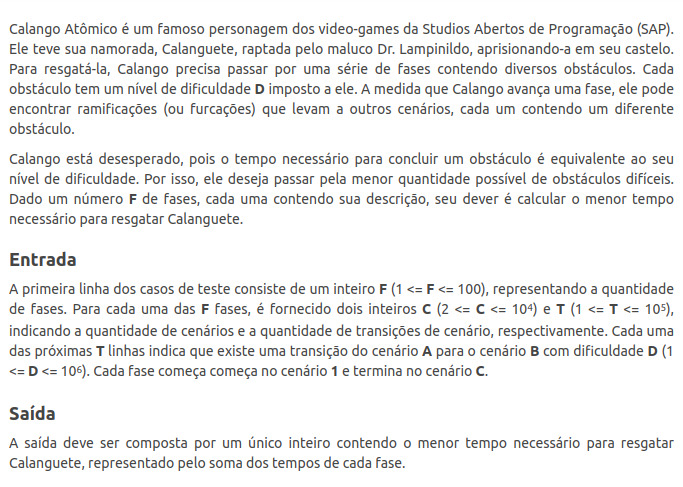 Calango Atômico é um famoso personagem dos video-games da Studios Abertos de Programação (SAP).
Ele teve sua namorada, Calanguete, raptada pelo maluco Dr. Lampinildo, aprisionando-a em seu castelo.
Para resgatá-la, Calango precisa passar por uma série de fases contendo diversos obstáculos. Cada
obstáculo tem um nível de dificuldade D imposto a ele. A medida que Calango avança uma fase, ele pode
encontrar ramificações (ou furcações) que levam a outros cenários, cada um contendo um diferente
obstáculo.
Calango está desesperado, pois o tempo necessário para concluir um obstáculo é equivalente ao seu
nível de dificuldade. Por isso, ele deseja passar pela menor quantidade possível de obstáculos difíceis.
Dado um número F de fases, cada uma contendo sua descrição, seu dever é calcular o menor tempo
necessário para resgatar Calanguete.
Entrada
A primeira linha dos casos de teste consiste de um inteiro F (1 <= F <= 100), representando a quantidade
de fases. Para cada uma das F fases, é fornecido dois inteiros C (2 <= C <= 10⁴) e T (1 <= T <= 10⁵),
indicando a quantidade de cenários e a quantidade de transições de cenário, respectivamente. Cada uma
das próximas T linhas indica que existe uma transição do cenário A para o cenário B com dificuldade D (1
<= D <= 10⁶). Cada fase começa começa no cenário 1 e termina no cenário C.
Saída
A saída deve ser composta por um único inteiro contendo o menor tempo necessário para resgatar
Calanguete, representado pelo soma dos tempos de cada fase.